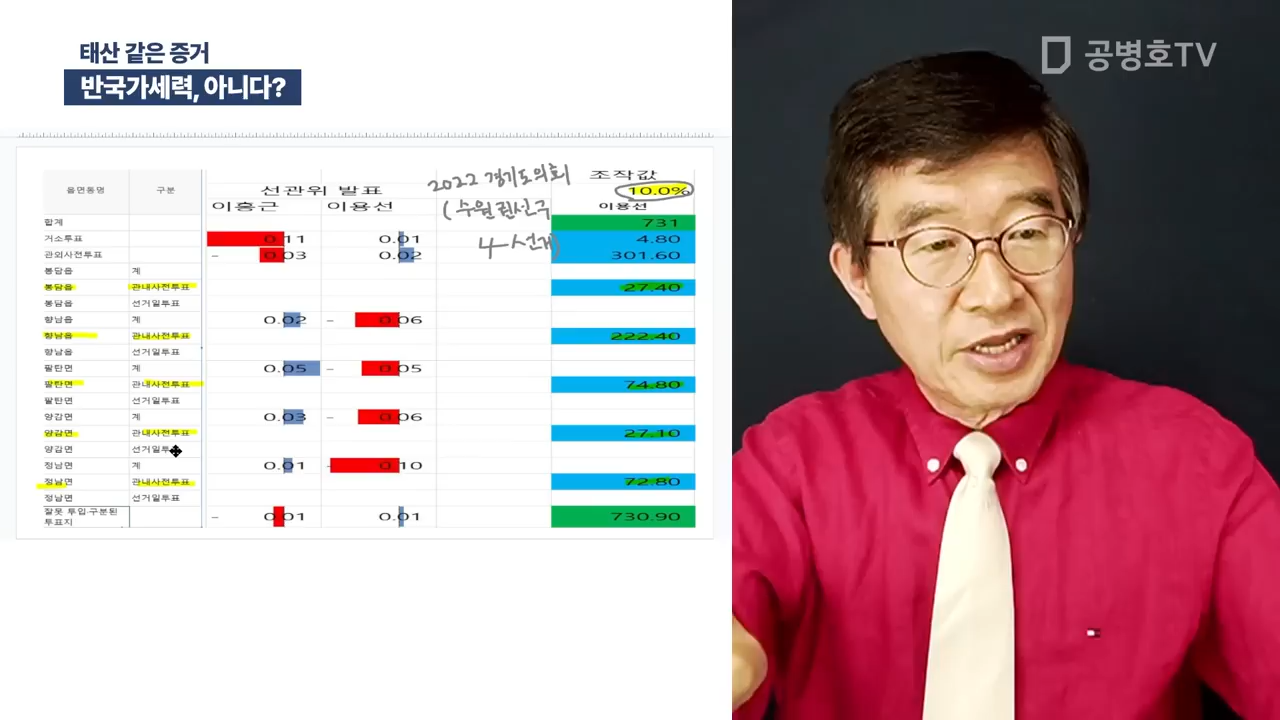 태산 같은 증거
반국가세력, 아니다?
공병호TV
읍면동명 구분 선관위 발표 2022 경기도의회 조작값
10.0%
이홍근 이용선 (수원권선구 이용선
4-선거)
합계 731
거소투표 0.11 0.01 4.80
관외사전투표 - 0.03 0.02 301.60
봉담읍 계
봉담읍 관내사전투표 27.40
봉담읍 선거일투표
향남읍 계 0.02 - 0.06
향남읍 관내사전투표 222.40
향남읍 선거일투표
팔탄면 계 0.05 - 0.05
팔탄면 관내사전투표 74.80
팔탄면 선거일투표
양감면 계 0.03 - 0.06
양감면 관내사전투표 27.10
양감면 선거일투표
정남면 계 0.01 - 0.10
정남면 관내사전투표 72.80
정남면 선거일투표
잘못 투입·구분된
투표지 - 0.01 0.01 730.90